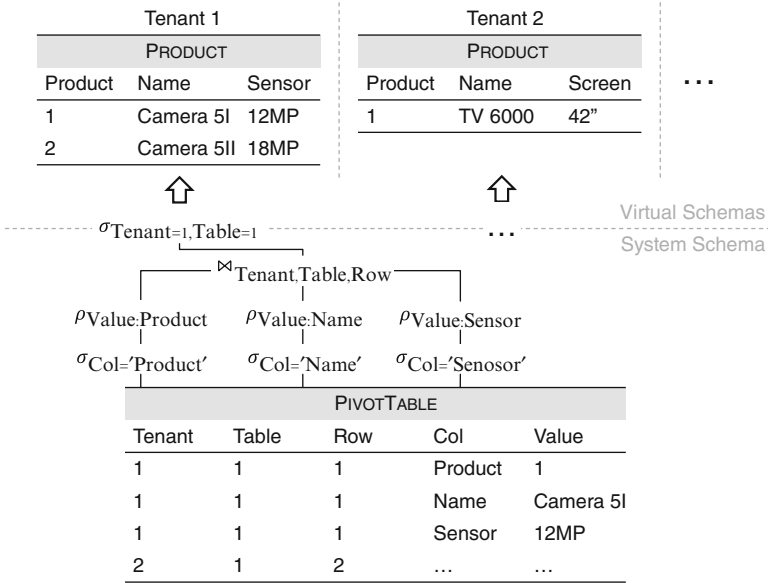 Tenant 1
PRODUCT
Product Name Sensor
1 Camera 5I 12MP
2 Camera 5II 18MP
Tenant 2
PRODUCT
Product Name Screen
1 TV 6000 42”
...
Virtual Schemas
σTenant=1,Table=1
...
System Schema
⋈Tenant,Table,Row
ρValue:Product ρValue:Name ρValue:Sensor
σCol=′Product′ σCol=′Name′ σCol=′Senosor′
PIVOTTABLE
Tenant Table Row Col Value
1 1 1 Product 1
1 1 1 Name Camera 5I
1 1 1 Sensor 12MP
2 1 2 ... ...